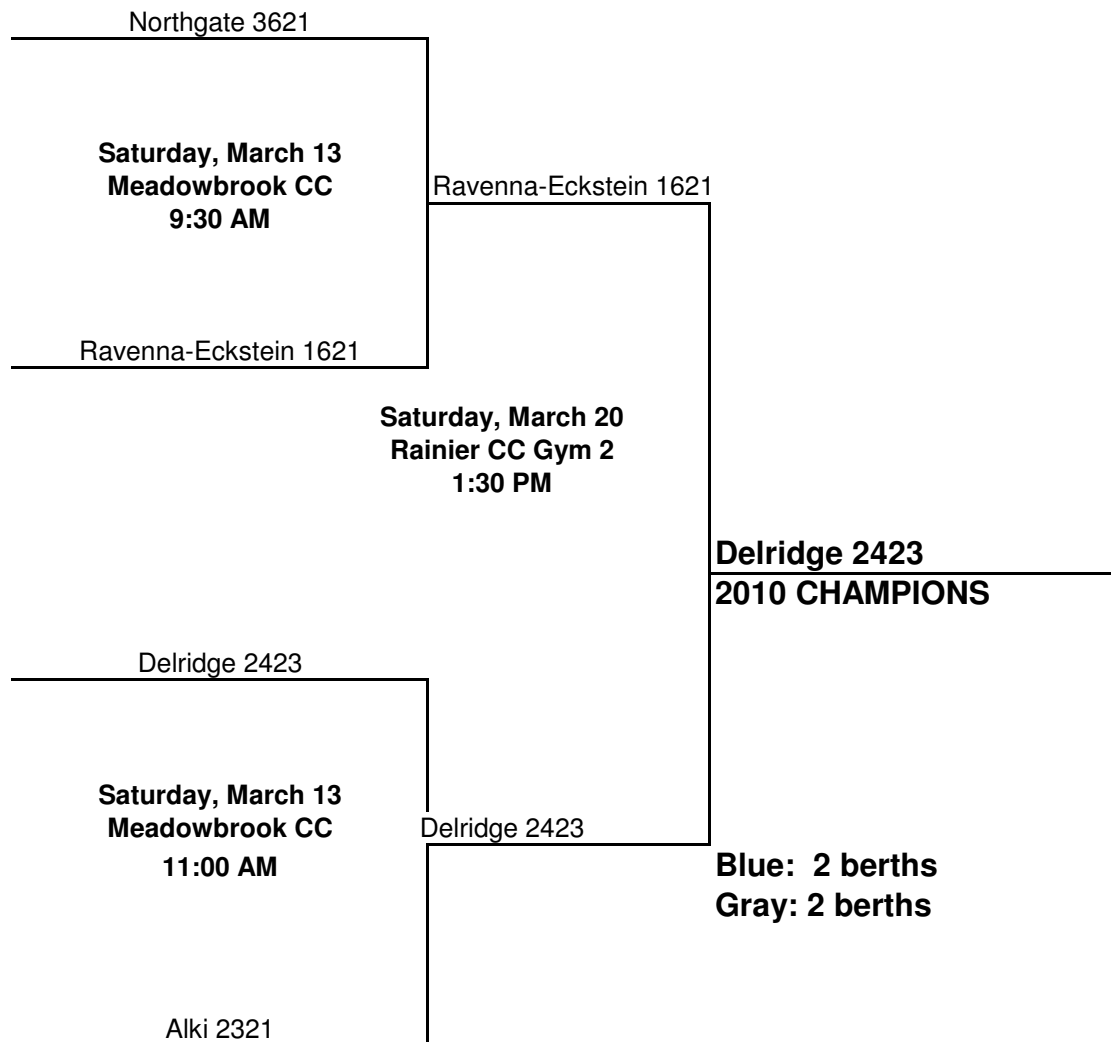 Northgate 3621
Saturday, March 13
Meadowbrook CC
9:30 AM
Ravenna-Eckstein 1621
Ravenna-Eckstein 1621
Saturday, March 20
Rainier CC Gym 2
1:30 PM
Delridge 2423
2010 CHAMPIONS
Delridge 2423
Saturday, March 13
Meadowbrook CC
11:00 AM
Delridge 2423
Blue:  2 berths
Gray: 2 berths
Alki 2321